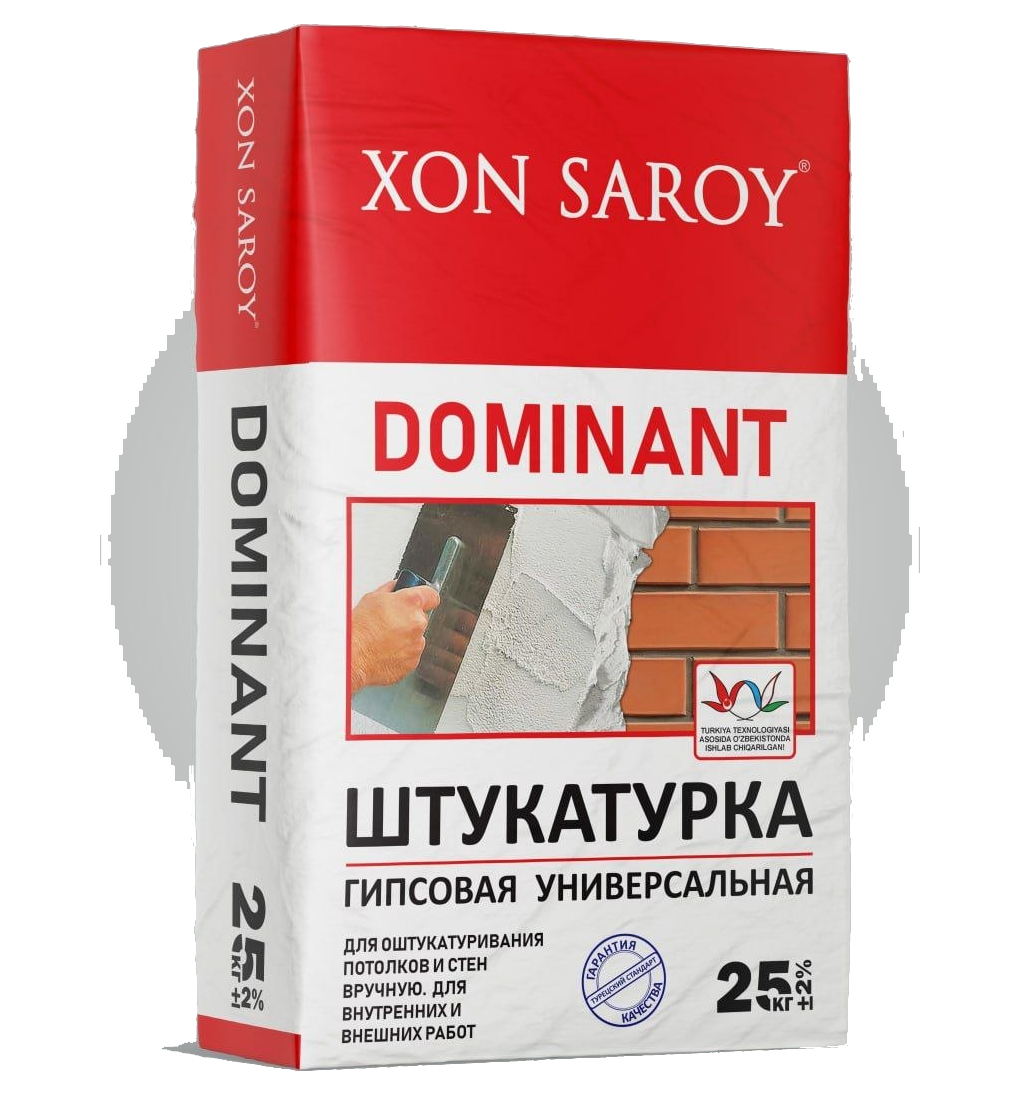 XON SAROY®
DOMINANT
TURKIYA TEXNOLOGIYASI
ASOSIDA O'ZBEKISTONDA
ISHLAB CHIQARILGAN!
ШТУКАТУРКА
ГИПСОВАЯ УНИВЕРСАЛЬНАЯ
ДЛЯ ОШТУКАТУРИВАНИЯ
ПОТОЛКОВ И СТЕН
ВРУЧНУЮ. ДЛЯ
ВНУТРЕННИХ И
ВНЕШНИХ РАБОТ
ГАРАНТИЯ
ТУРЕЦСКИЙ СТАНДАРТ
КАЧЕСТВА
25 КГ ±2%
XON SAROY®
DOMINANT
25 КГ ±2%